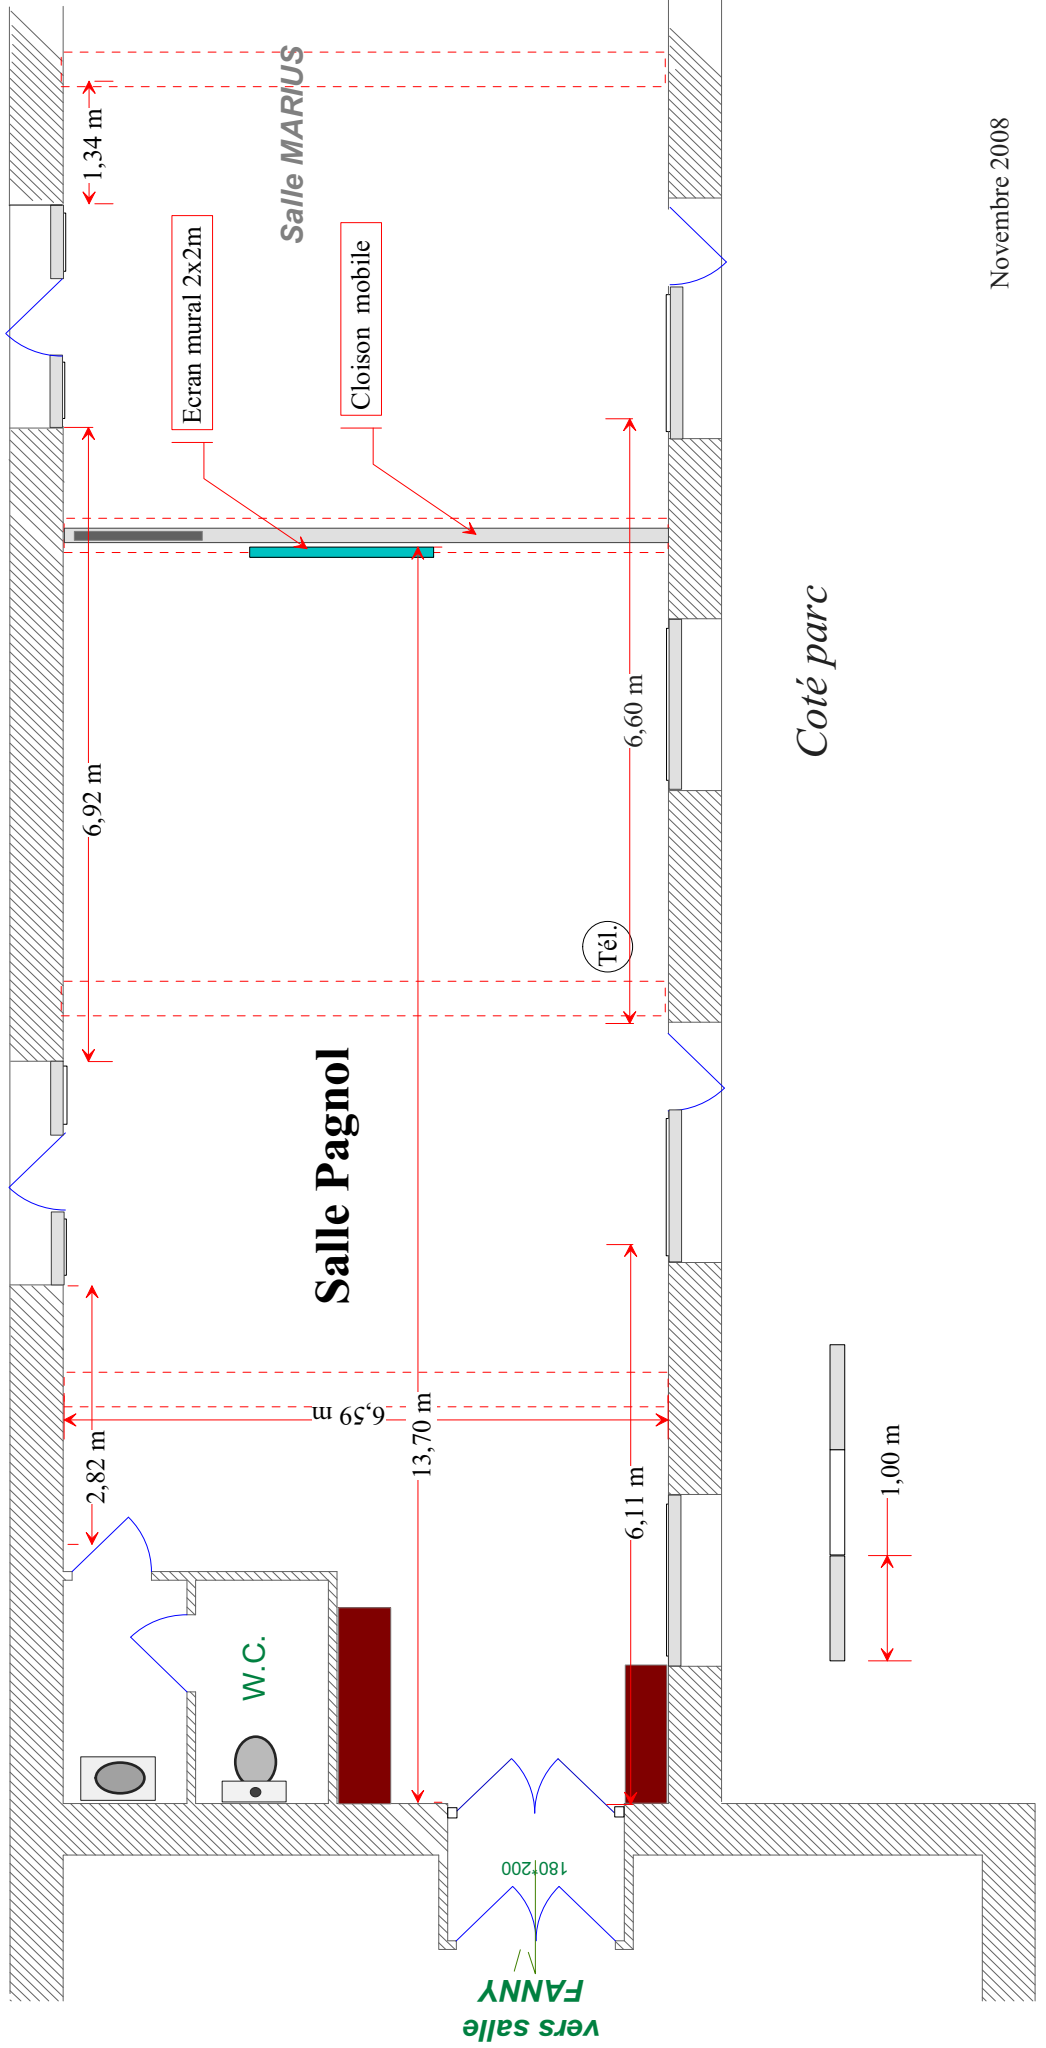 1,34 m
Salle MARIUS
Novembre 2008
Ecran mural 2x2m
Cloison mobile
6,92 m
6,60 m
Coté parc
Tél.
Salle Pagnol
6,59 m
13,70 m
2,82 m
6,11 m
1,00 m
W.C.
180*200
vers salle
FANNY